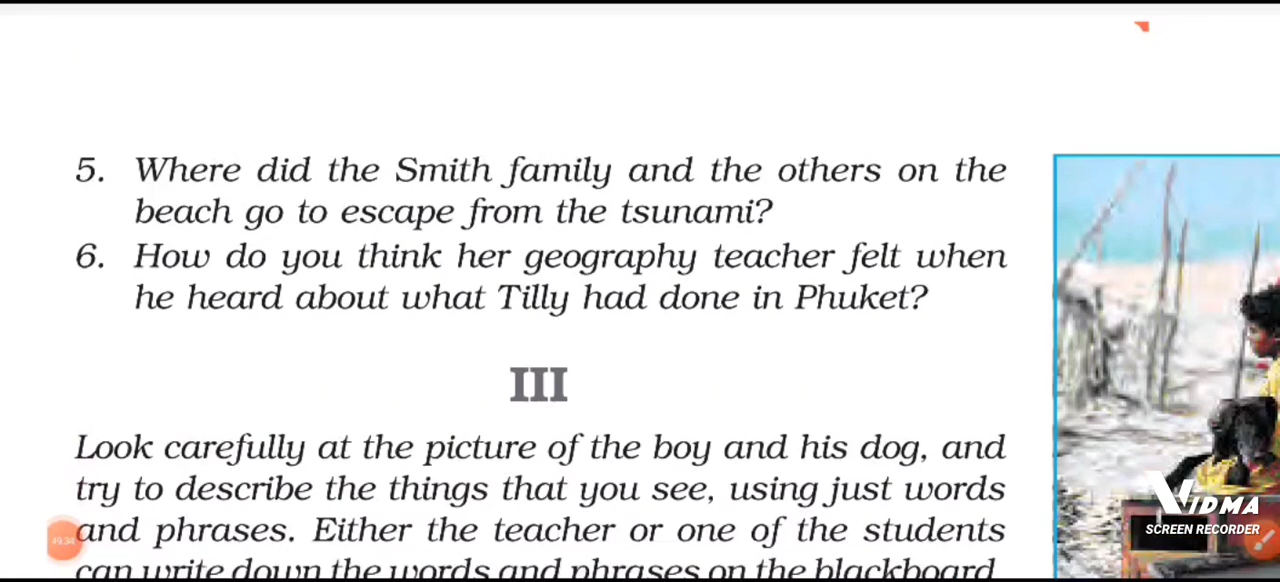 5. Where did the Smith family and the others on the
beach go to escape from the tsunami?
6. How do you think her geography teacher felt when
he heard about what Tilly had done in Phuket?
III
Look carefully at the picture of the boy and his dog, and
try to describe the things that you see, using just words
and phrases. Either the teacher or one of the students
can write down the words and phrases on the blackboard
VIDMA
SCREEN RECORDER